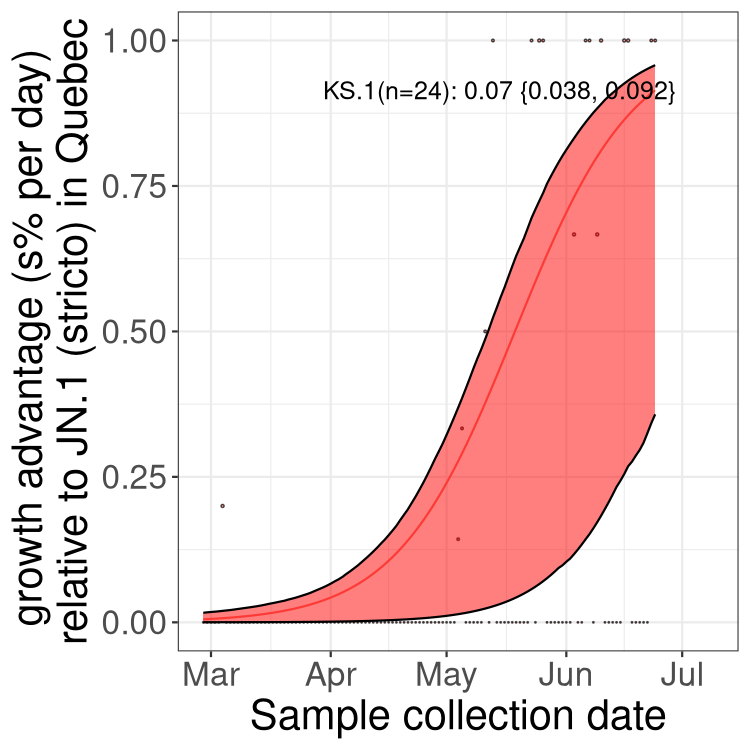 growth advantage (s% per day)
relative to JN.1 (stricto) in Quebec
1.00
KS.1(n=24): 0.07 {0.038, 0.092}
0.75
0.50
0.25
0.00
Mar Apr May Jun Jul
Sample collection date